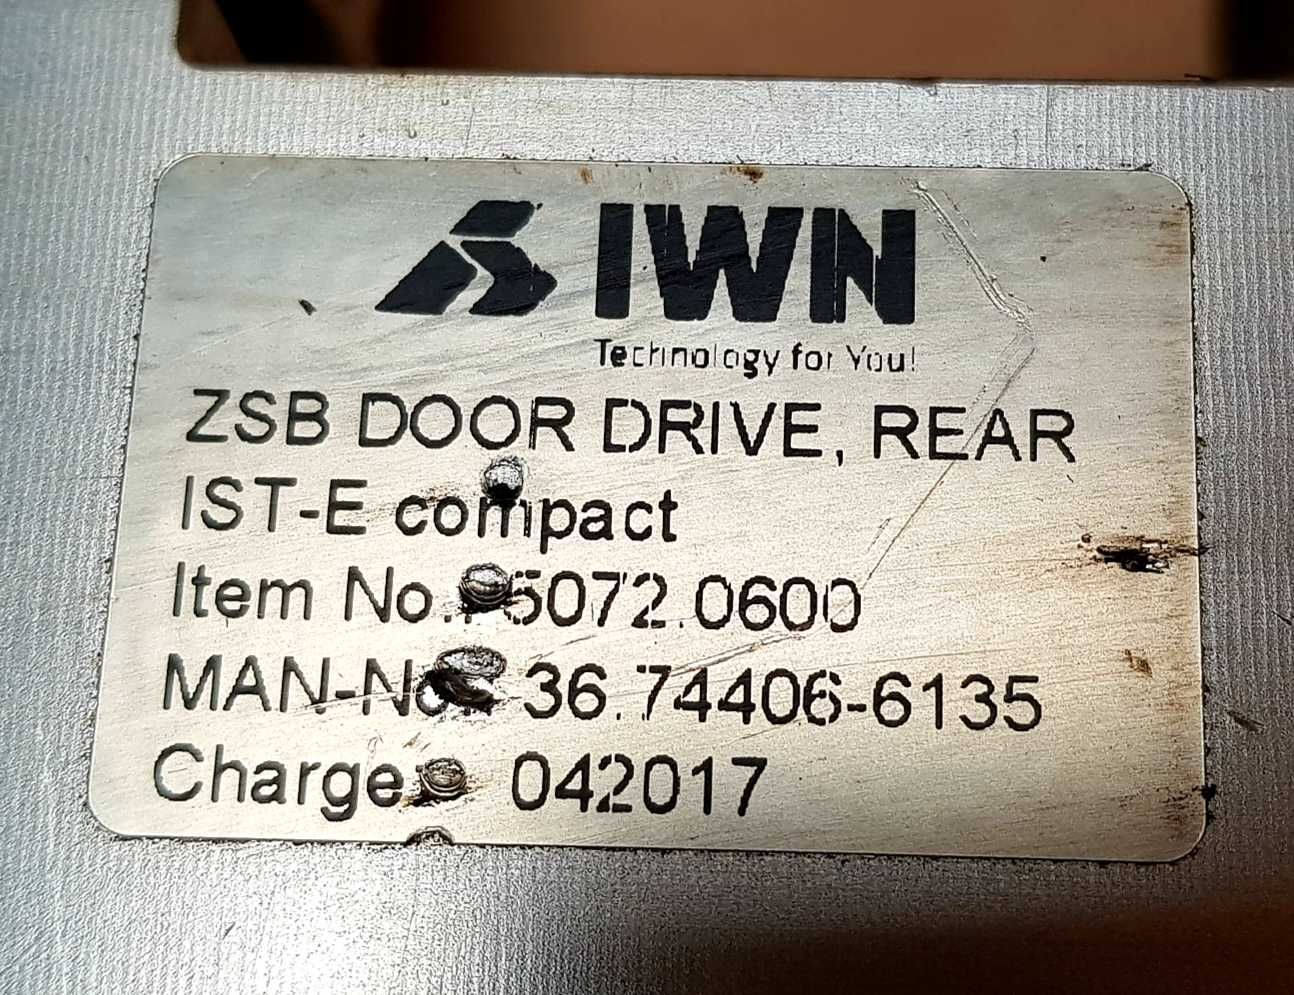 IWN
Technology for You!
ZSB DOOR DRIVE, REAR
IST-E compact
Item No.: 5072.0600
MAN-No.: 36.74406-6135
Charge: 042017